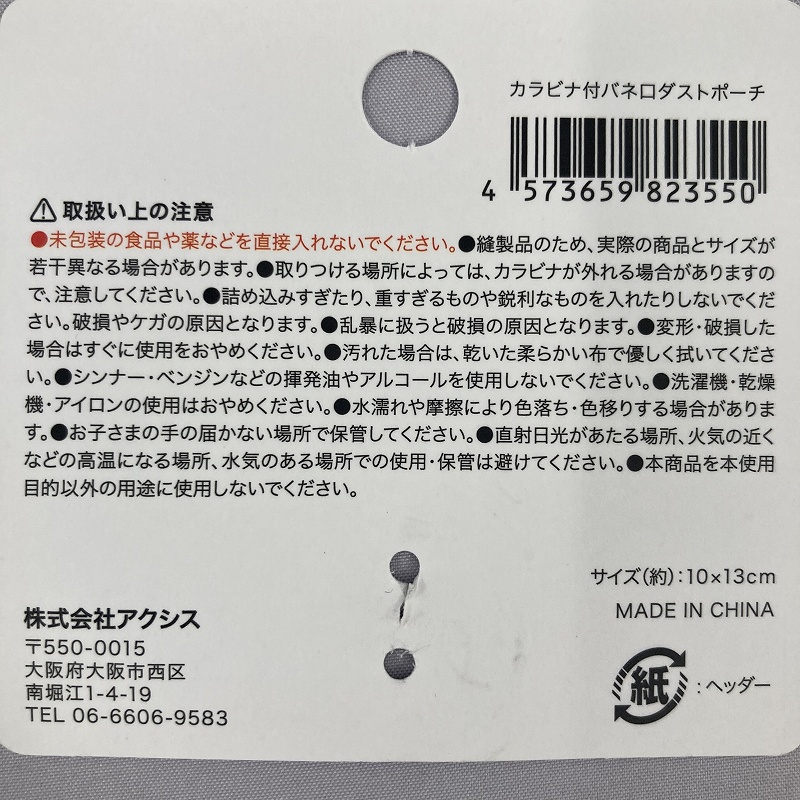 カラビナ付バネ口ダストポーチ
4 573659 823550
⚠取扱い上の注意
●未包装の食品や薬などを直接入れないでください。●縫製品のため、実際の商品とサイズが
若干異なる場合があります。●取りつける場所によっては、カラビナが外れる場合がありますの
で、注意してください。●詰め込みすぎたり、重すぎるものや鋭利なものを入れたりしないでくだ
さい。破損やケガの原因となります。●乱暴に扱うと破損の原因となります。●変形・破損した
場合はすぐに使用をおやめください。●汚れた場合は、乾いた柔らかい布で優しく拭いてくださ
い。●シンナー・ベンジンなどの揮発油やアルコールを使用しないでください。●洗濯機・乾燥
機・アイロンの使用はおやめください。●水濡れや摩擦により色落ち・色移りする場合がありま
す。●お子さまの手の届かない場所で保管してください。●直射日光があたる場所、火気の近く
などの高温になる場所、水気のある場所での使用・保管は避けてください。●本商品を本使用
目的以外の用途に使用しないでください。
サイズ(約):10×13cm
MADE IN CHINA
紙:ヘッダー
株式会社アクシス
〒550-0015
大阪府大阪市西区
南堀江1-4-19
TEL 06-6606-9583